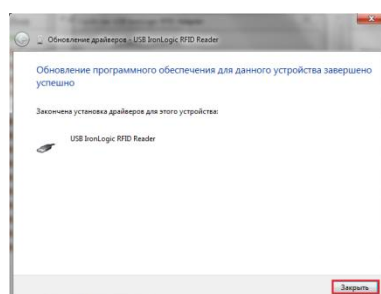 Обновление драйверов - USB IronLogic RFID Reader
Обновление программного обеспечения для данного устройства завершено
успешно
Закончена установка драйверов для этого устройства:
USB IronLogic RFID Reader
Закрыть